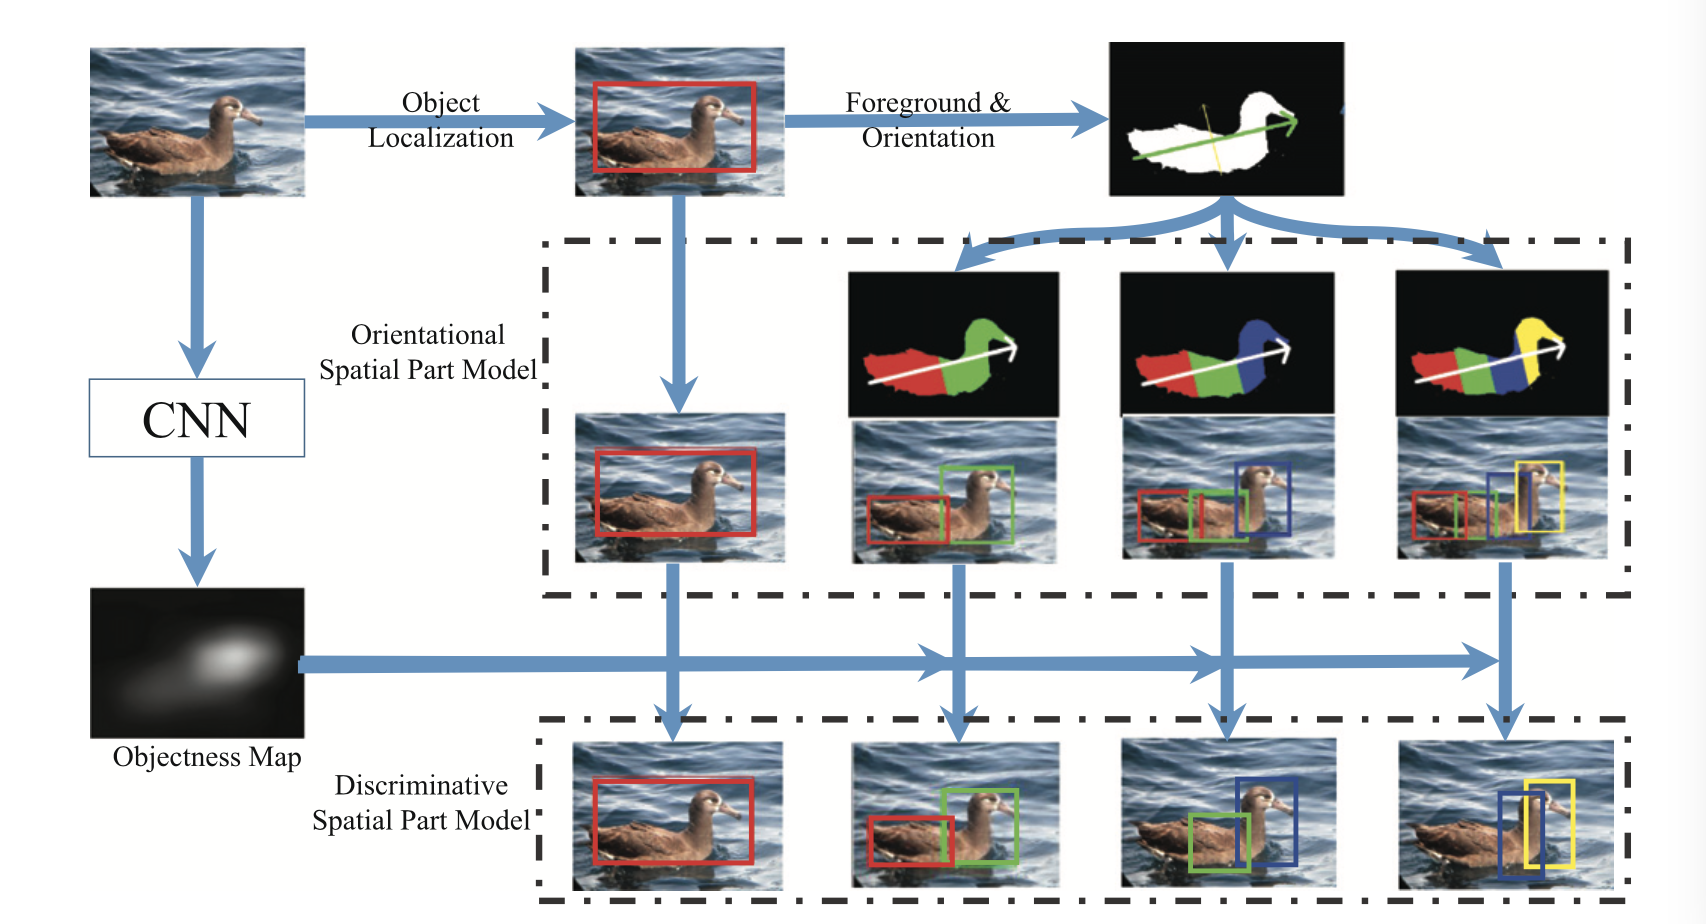 Object
Localization
Foreground &
Orientation
Orientational
Spatial Part Model
CNN
Objectness Map
Discriminative
Spatial Part Model